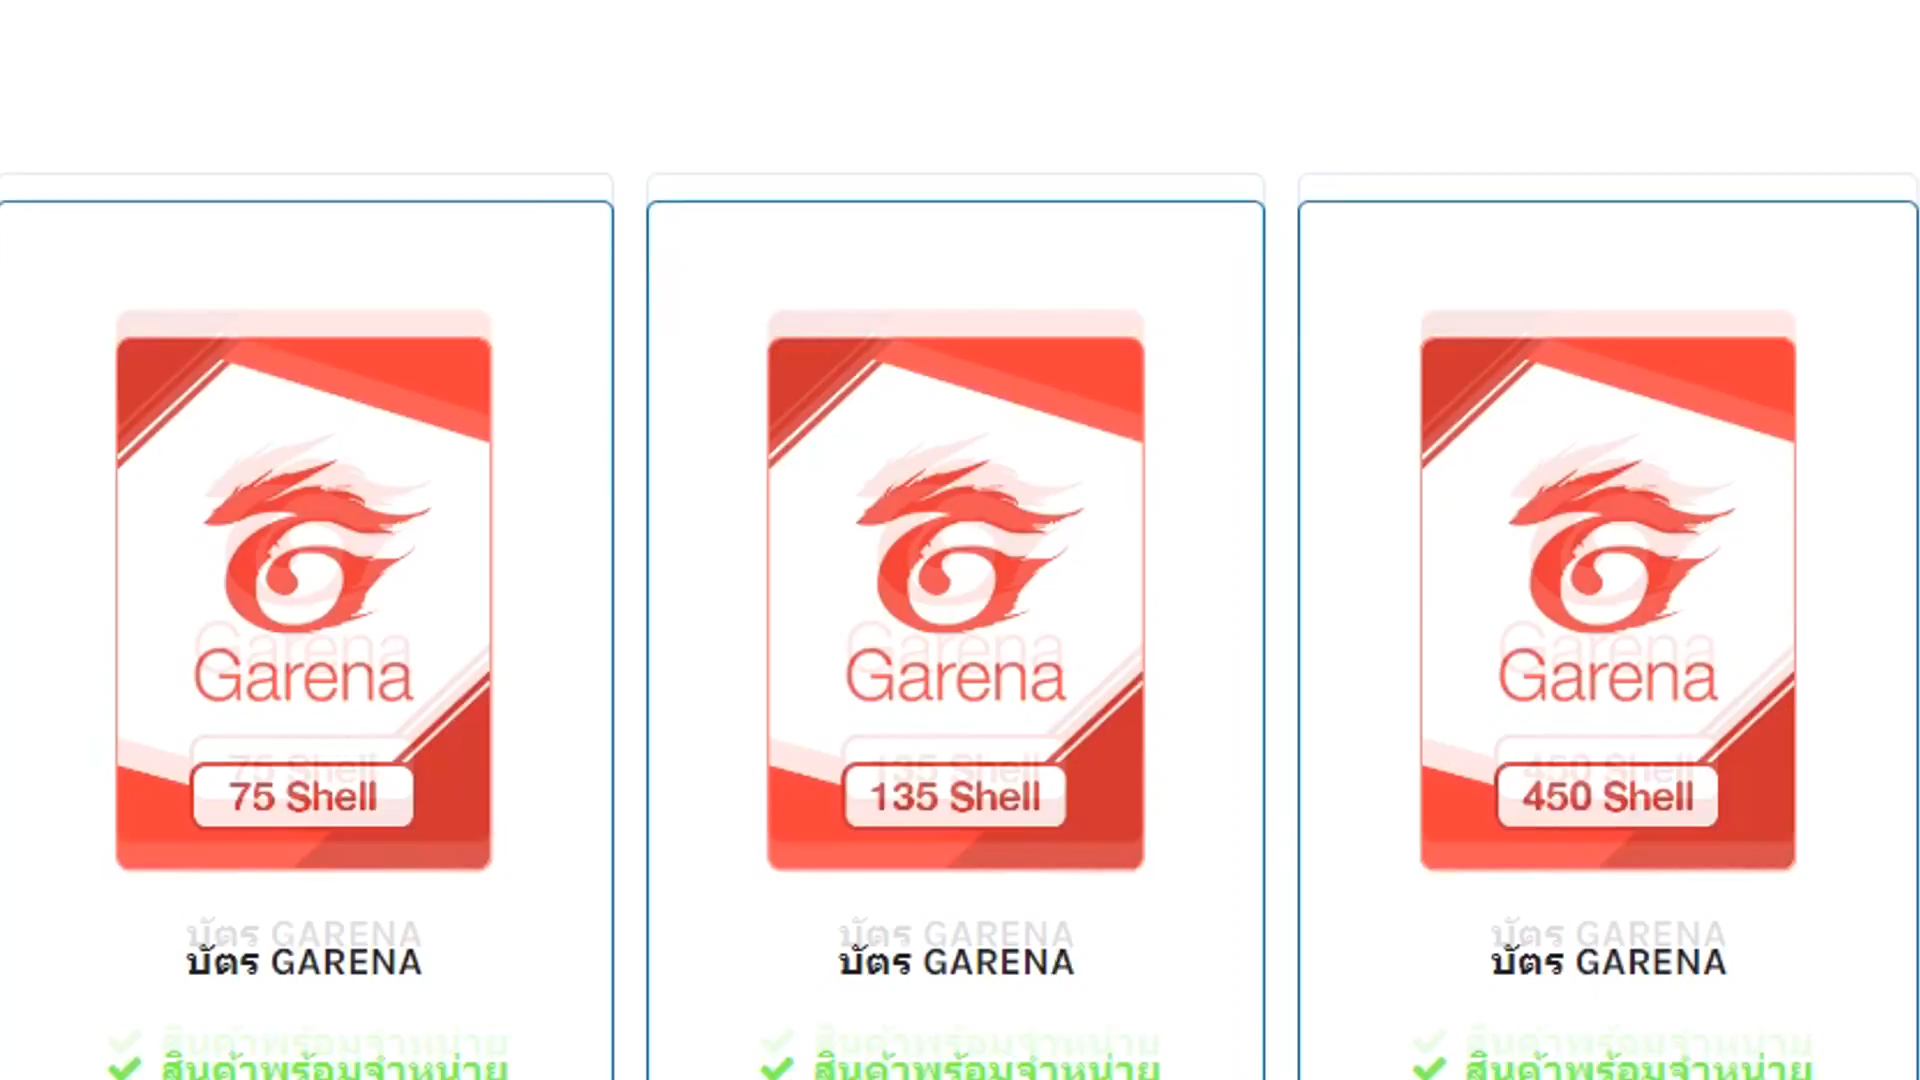 Garena
75 Shell
บัตร GARENA
สินค้าพร้อมจำหน่าย
Garena
135 Shell
บัตร GARENA
สินค้าพร้อมจำหน่าย
Garena
450 Shell
บัตร GARENA
สินค้าพร้อมจำหน่าย